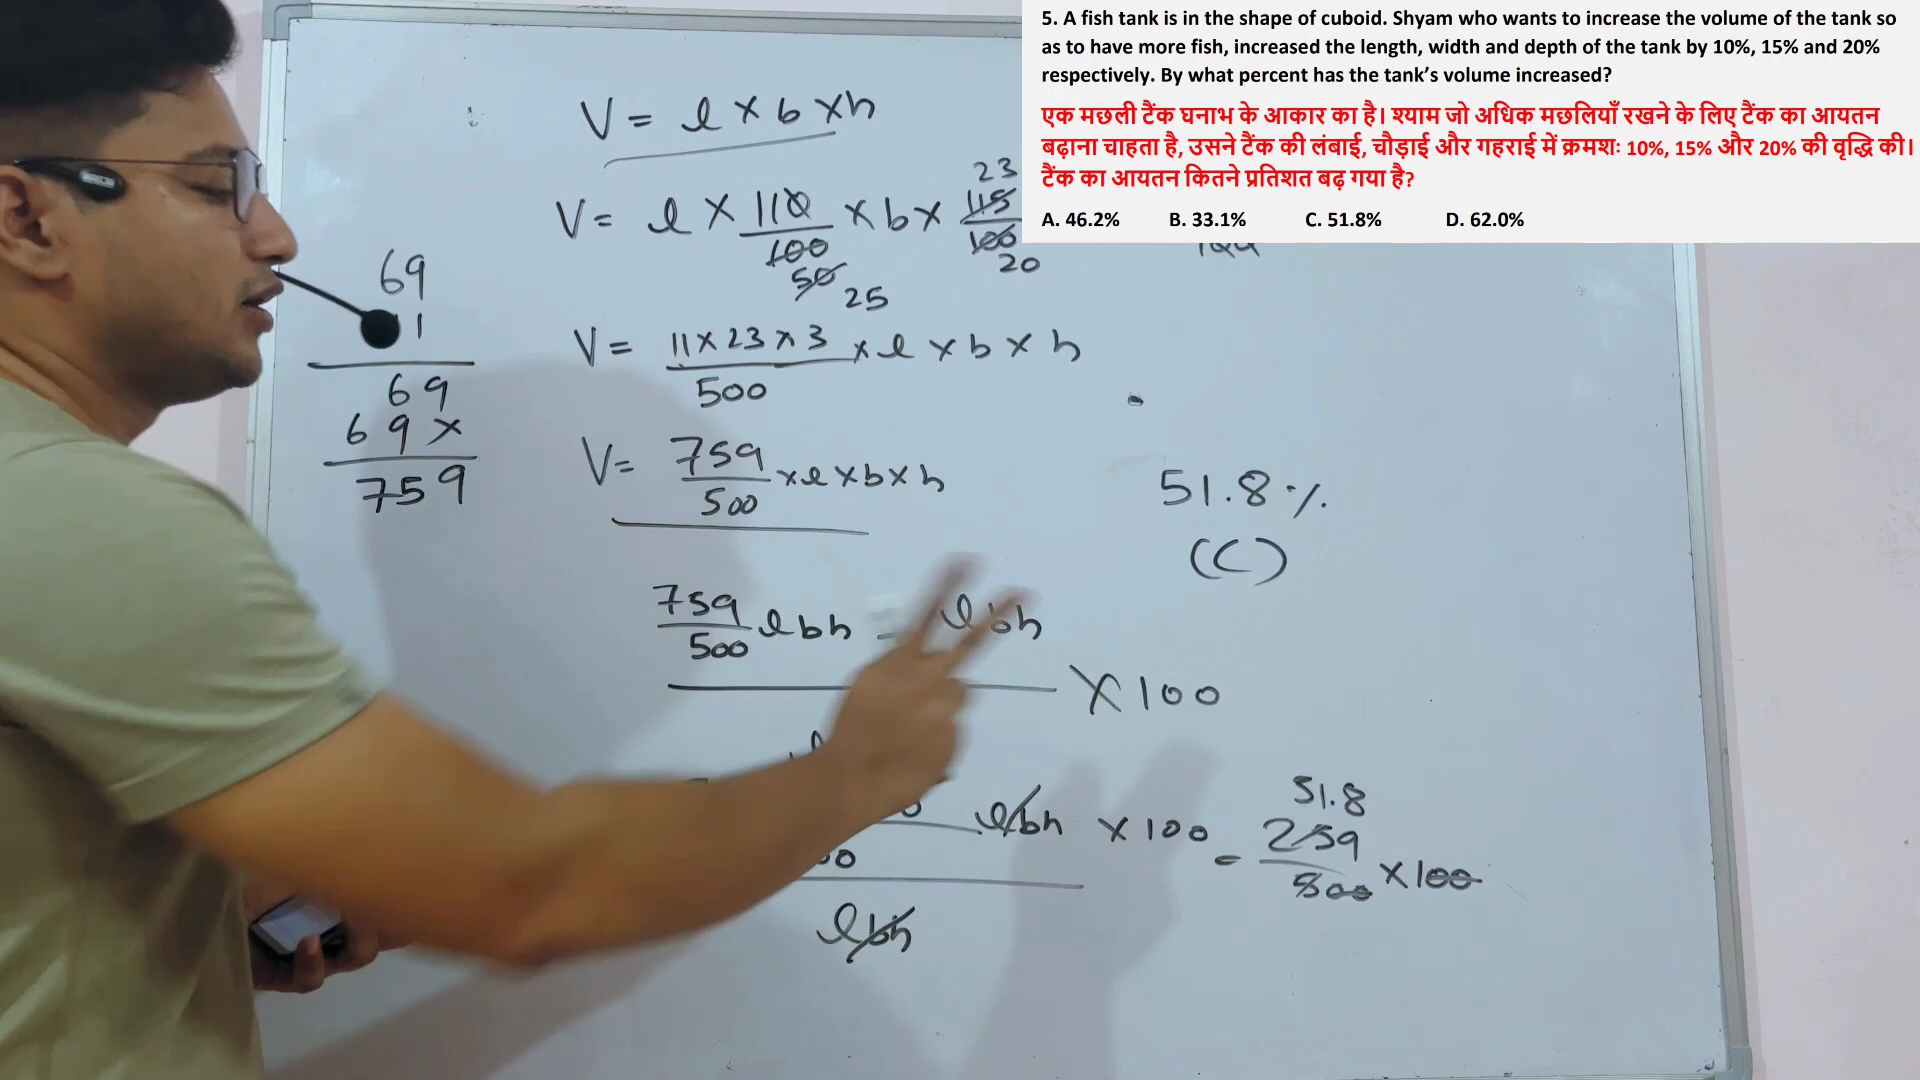 5. A fish tank is in the shape of cuboid. Shyam who wants to increase the volume of the tank so
as to have more fish, increased the length, width and depth of the tank by 10%, 15% and 20%
respectively. By what percent has the tank’s volume increased?
एक मछली टैंक घनाभ के आकार का है। श्याम जो अधिक मछलियाँ रखने के लिए टैंक का आयतन
बढ़ाना चाहता है, उसने टैंक की लंबाई, चौड़ाई और गहराई में क्रमशः 10%, 15% और 20% की वृद्धि की।
टैंक का आयतन कितने प्रतिशत बढ़ गया है?
A. 46.2% B. 33.1% C. 51.8% D. 62.0%
V = l × b × h
23
V = l × 110 × b × 115
100 100
50 20
25
V = 11 × 23 × 3 × l × b × h
500
V = 759 × l × b × h
500
69
1
69
69×
759
51.8%
(C)
759 lbh - lbh
500
× 100
lbh × 100 = 259 × 100
51.8
500
lbh